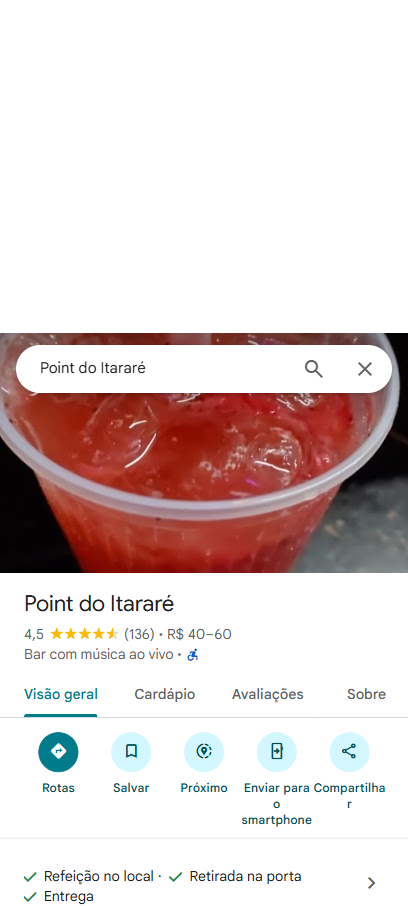 Point do Itararé
Point do Itararé
4,5 (136) • R$ 40–60
Bar com música ao vivo •
Visão geral Cardápio Avaliações Sobre
Rotas Salvar Próximo Enviar para o smartphone Compartilhar
Refeição no local · Retirada na porta
Entrega